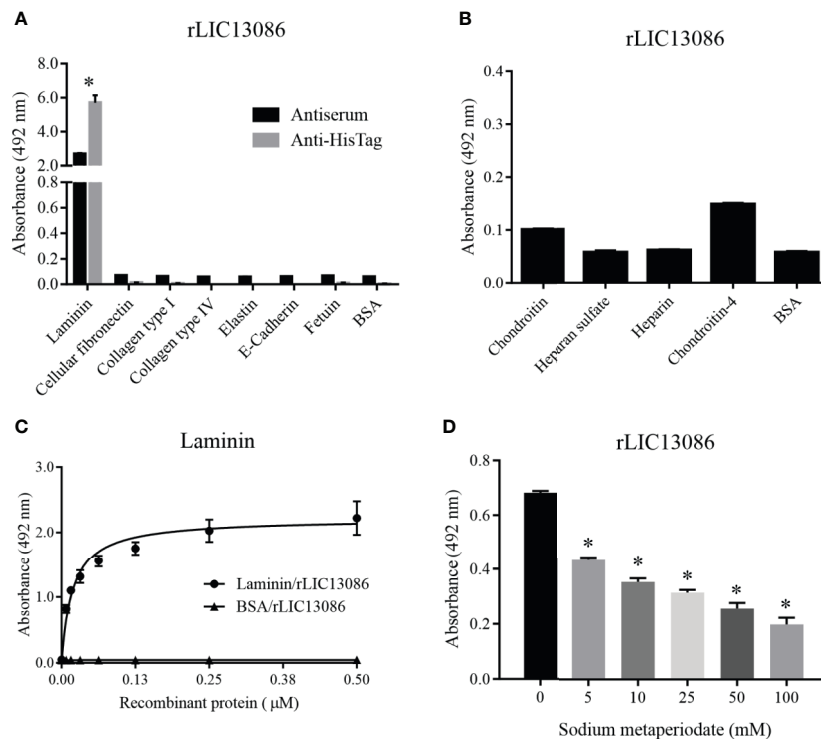 A
rLIC13086
Absorbance (492 nm)
8.0
6.0
4.0
2.0
0.8
0.6
0.4
0.2
0.0
*
Antiserum
Anti-HisTag
Laminin
Cellular fibronectin
Collagen type I
Collagen type IV
Elastin
E-Cadherin
Fetuin
BSA
B
rLIC13086
Absorbance (492 nm)
0.4
0.3
0.2
0.1
0.0
Chondroitin
Heparan sulfate
Heparin
Chondroitin-4
BSA
C
Laminin
Absorbance (492 nm)
3.0
2.0
1.0
0.0
Laminin/rLIC13086
BSA/rLIC13086
0.00 0.13 0.25 0.38 0.50
Recombinant protein ( µM)
D
rLIC13086
Absorbance (492 nm)
0.8
0.6
0.4
0.2
0.0
* * * * *
0 5 10 25 50 100
Sodium metaperiodate (mM)